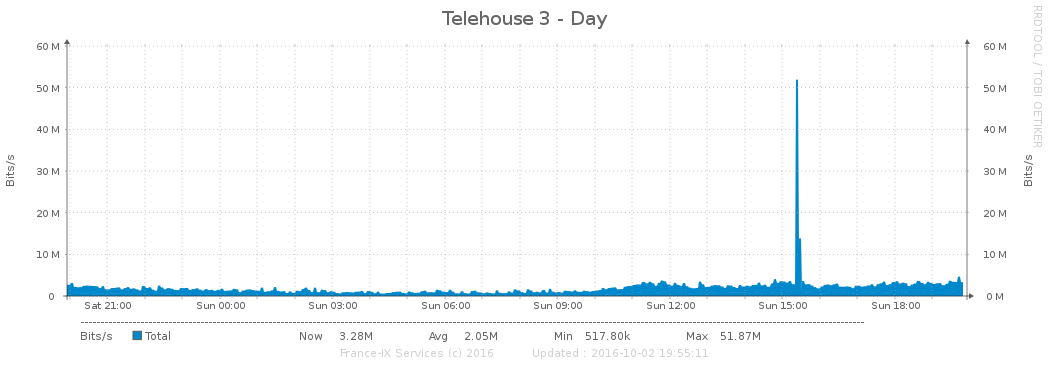 Telehouse 3 - Day
RRDTOOL / TOBI OETIKER
60 M 60 M
50 M 50 M
40 M 40 M
30 M 30 M
20 M 20 M
10 M 10 M
0 0 M
Bits/s
Bits/s
Sat 21:00 Sun 00:00 Sun 03:00 Sun 06:00 Sun 09:00 Sun 12:00 Sun 15:00 Sun 18:00
Bits/s Total Now 3.28M Avg 2.05M Min 517.80k Max 51.87M
France-IX Services (c) 2016 Updated : 2016-10-02 19:55:11